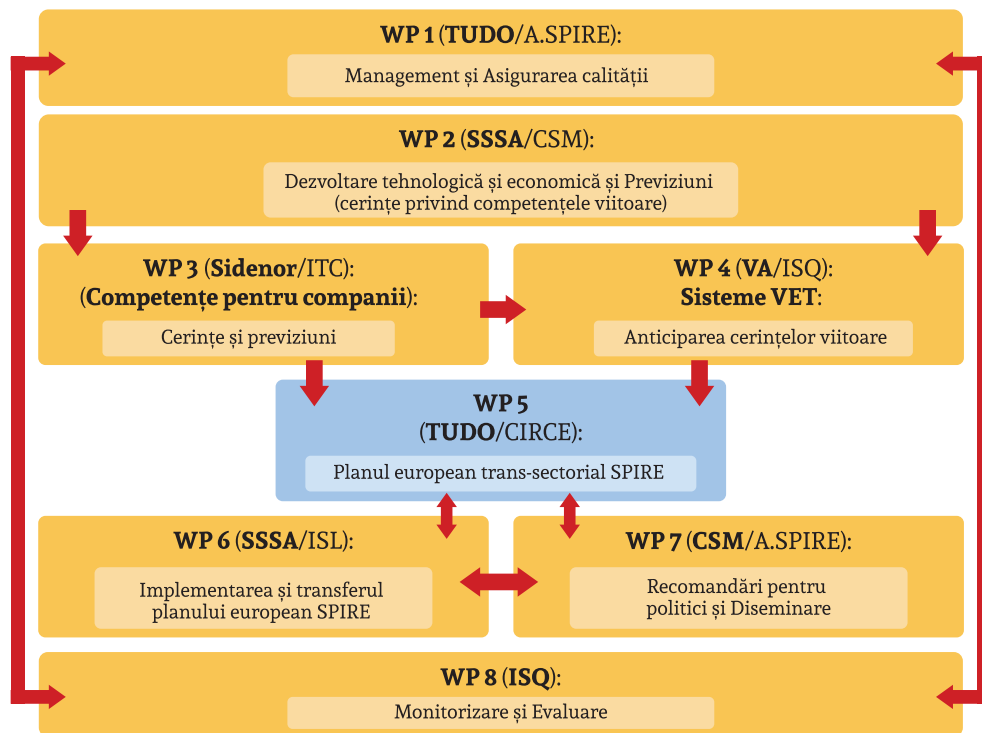 WP 1 (TUDO/A.SPIRE):
Management și Asigurarea calității
WP 2 (SSSA/CSM):
Dezvoltare tehnologică și economică și Previziuni
(cerințe privind competențele viitoare)
WP 3 (Sidenor/ITC):
(Competențe pentru companii):
Cerințe și previziuni
WP 4 (VA/ISQ):
Sisteme VET:
Anticiparea cerințelor viitoare
WP 5
(TUDO/CIRCE):
Planul european trans-sectorial SPIRE
WP 6 (SSSA/ISL):
Implementarea și transferul
planului european SPIRE
WP 7 (CSM/A.SPIRE):
Recomandări pentru
politici și Diseminare
WP 8 (ISQ):
Monitorizare și Evaluare